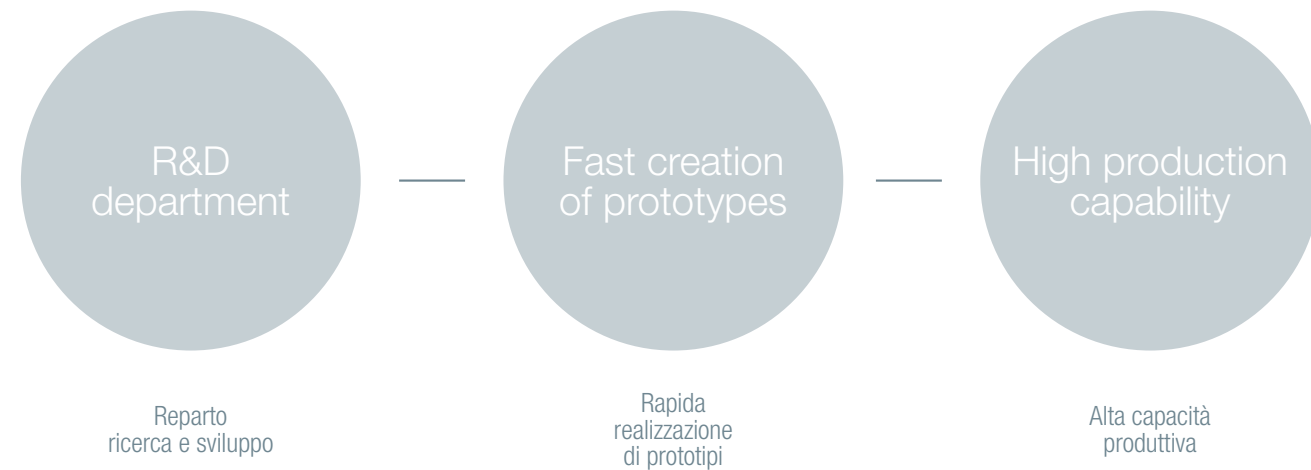 R&D
department
Fast creation
of prototypes
High production
capability
Reparto
ricerca e sviluppo
Rapida
realizzazione
di prototipi
Alta capacità
produttiva